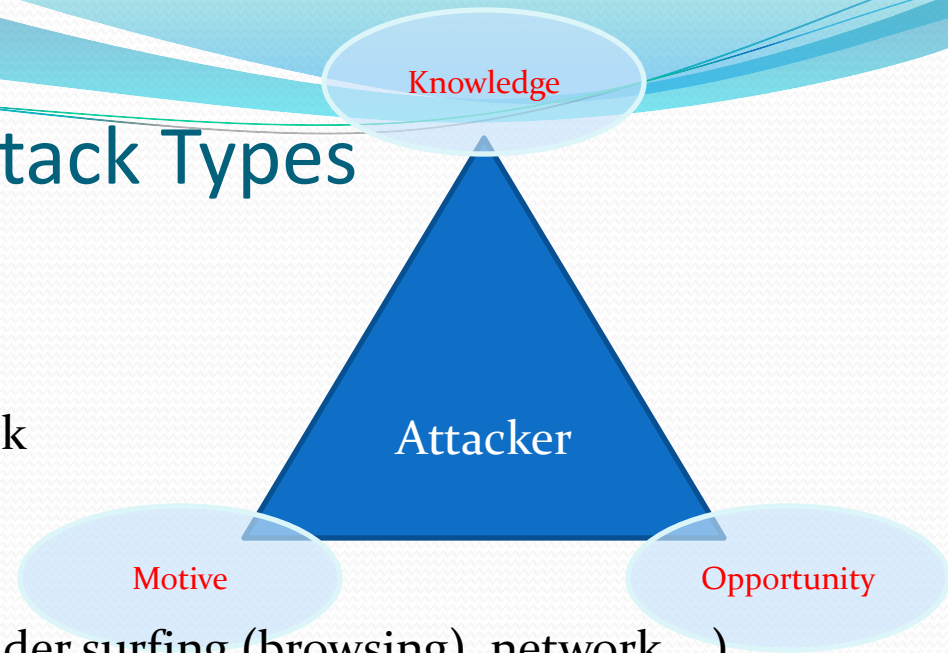 Knowledge
tack Types
k
Attacker
Motive
Opportunity
der surfing (browsing), network…)